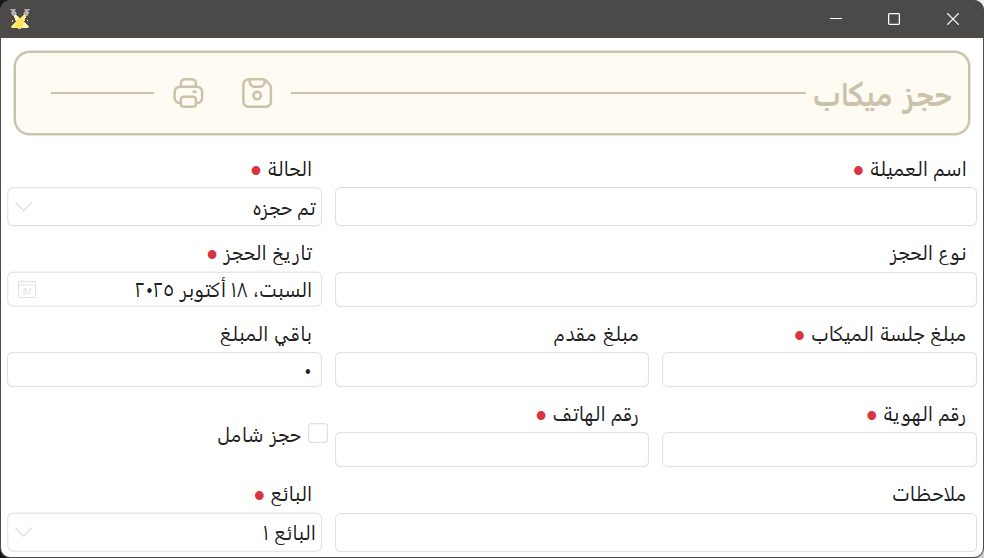 حجز ميكاب
اسم العميلة
الحالة
تم حجزه
نوع الحجز
تاريخ الحجز
السبت، ١٨ أكتوبر ٢٠٢٥
مبلغ جلسة الميكاب
مبلغ مقدم
باقي المبلغ
٠
رقم الهوية
رقم الهاتف
حجز شامل
ملاحظات
البائع
البائع ١